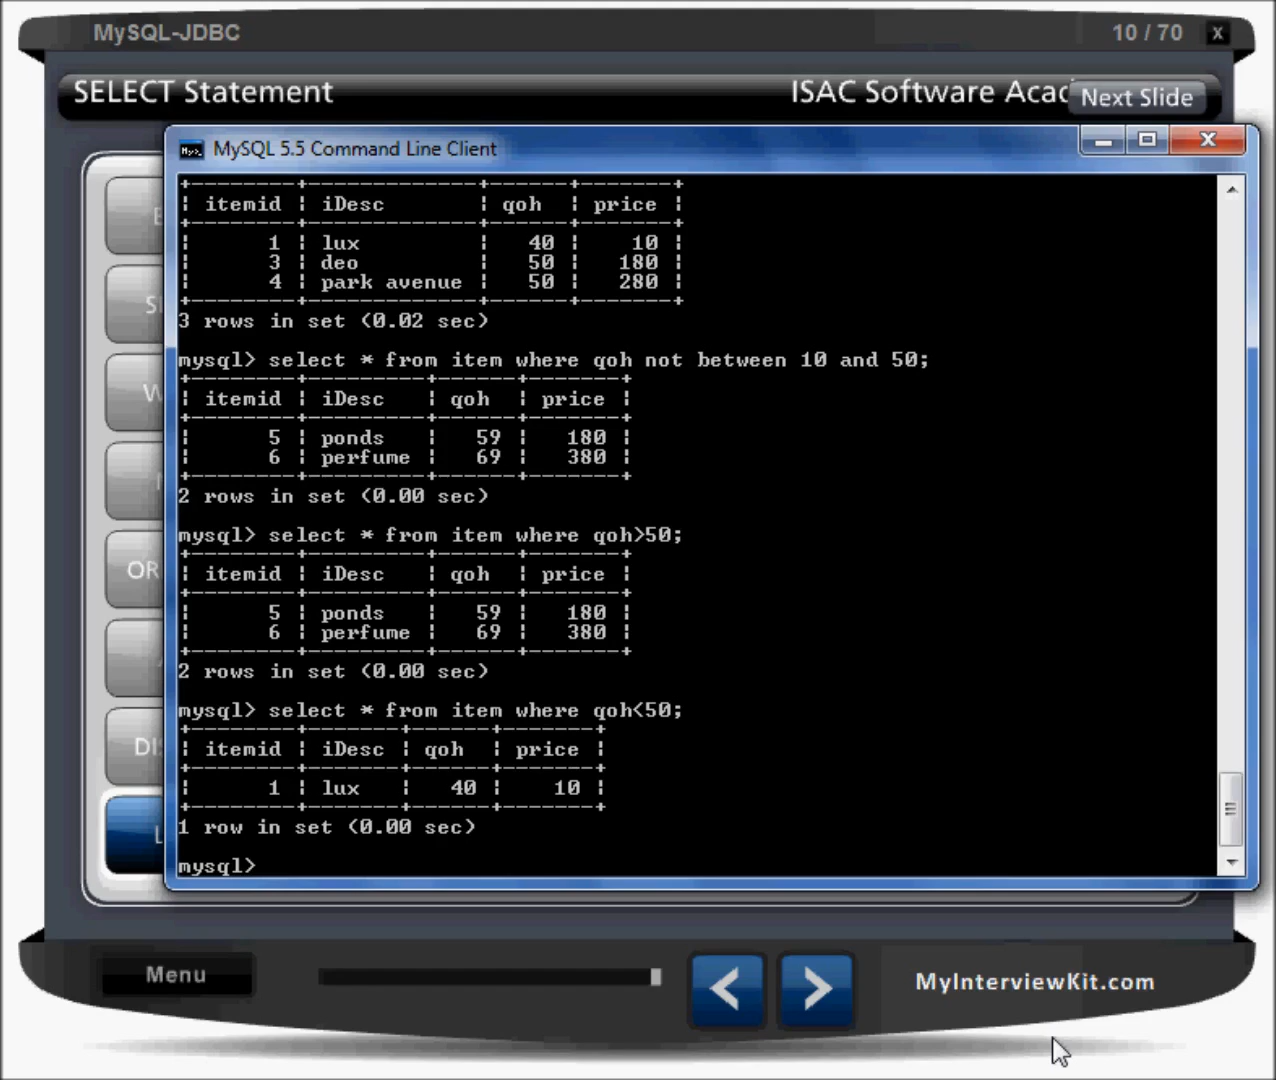 MySQL-JDBC 10 / 70 X
SELECT Statement ISAC Software Acad Next Slide
MySQL 5.5 Command Line Client
+--------+-------------+------+-------+
| itemid | iDesc       | qoh  | price |
+--------+-------------+------+-------+
|      1 | lux         |   40 |    10 |
|      3 | deo         |   50 |   180 |
|      4 | park avenue |   50 |   280 |
+--------+-------------+------+-------+
3 rows in set (0.02 sec)
mysql> select * from item where qoh not between 10 and 50;
+--------+---------+------+-------+
| itemid | iDesc   | qoh  | price |
+--------+---------+------+-------+
|      5 | ponds   |   59 |   180 |
|      6 | perfume |   69 |   380 |
+--------+---------+------+-------+
2 rows in set (0.00 sec)
mysql> select * from item where qoh>50;
+--------+---------+------+-------+
| itemid | iDesc   | qoh  | price |
+--------+---------+------+-------+
|      5 | ponds   |   59 |   180 |
|      6 | perfume |   69 |   380 |
+--------+---------+------+-------+
2 rows in set (0.00 sec)
mysql> select * from item where qoh<50;
+--------+-------+------+-------+
| itemid | iDesc | qoh  | price |
+--------+-------+------+-------+
|      1 | lux   |   40 |    10 |
+--------+-------+------+-------+
1 row in set (0.00 sec)
mysql>
OR
Menu < > MyInterviewKit.com